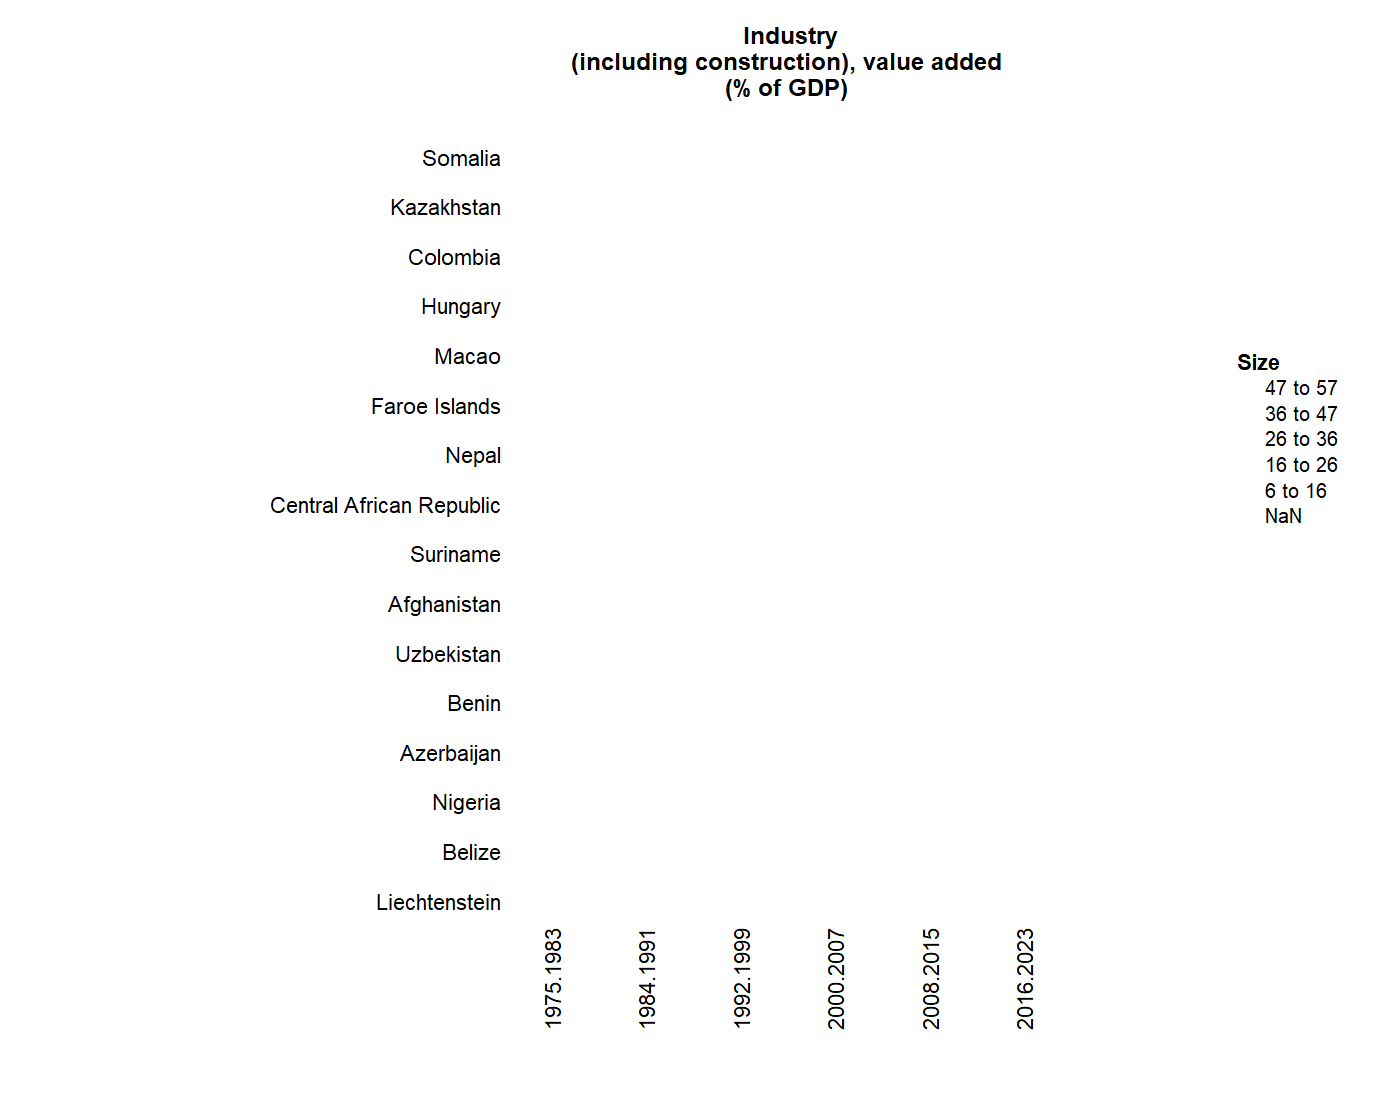 Industry
(including construction), value added
(% of GDP)
Somalia
Kazakhstan
Colombia
Hungary
Macao
Faroe Islands
Nepal
Central African Republic
Suriname
Afghanistan
Uzbekistan
Benin
Azerbaijan
Nigeria
Belize
Liechtenstein
1975.1983
1984.1991
1992.1999
2000.2007
2008.2015
2016.2023
Size
47 to 57
36 to 47
26 to 36
16 to 26
6 to 16
NaN